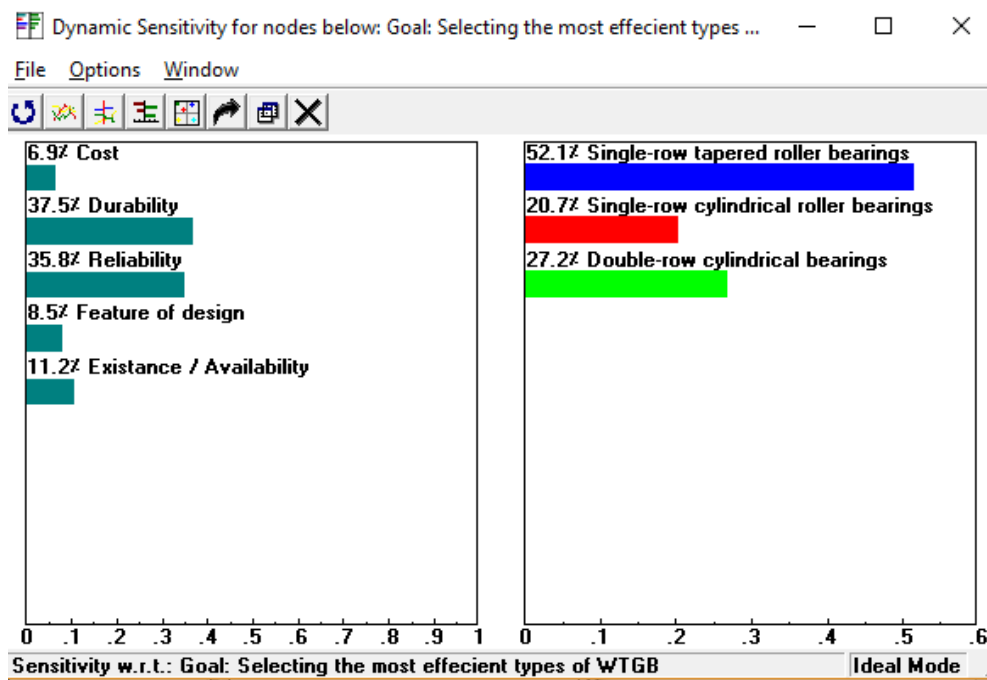 Dynamic Sensitivity for nodes below: Goal: Selecting the most effecient types ...
File Options Window
6.9% Cost
37.5% Durability
35.8% Reliability
8.5% Feature of design
11.2% Existance / Availability
0 .1 .2 .3 .4 .5 .6 .7 .8 .9 1
52.1% Single-row tapered roller bearings
20.7% Single-row cylindrical roller bearings
27.2% Double-row cylindrical bearings
0 .1 .2 .3 .4 .5 .6
Sensitivity w.r.t.: Goal: Selecting the most effecient types of WTGB
Ideal Mode